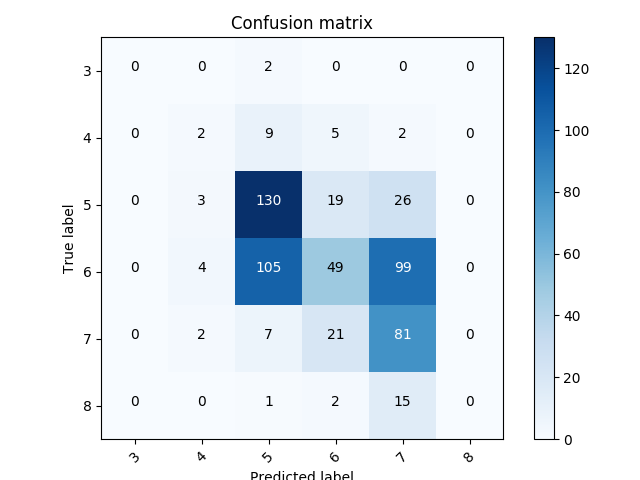 Confusion matrix
3 0 0 2 0 0 0
4 0 2 9 5 2 0
5 0 3 130 19 26 0
6 0 4 105 49 99 0
7 0 2 7 21 81 0
8 0 0 1 2 15 0
3 4 5 6 7 8
True label
Predicted label
120
100
80
60
40
20
0